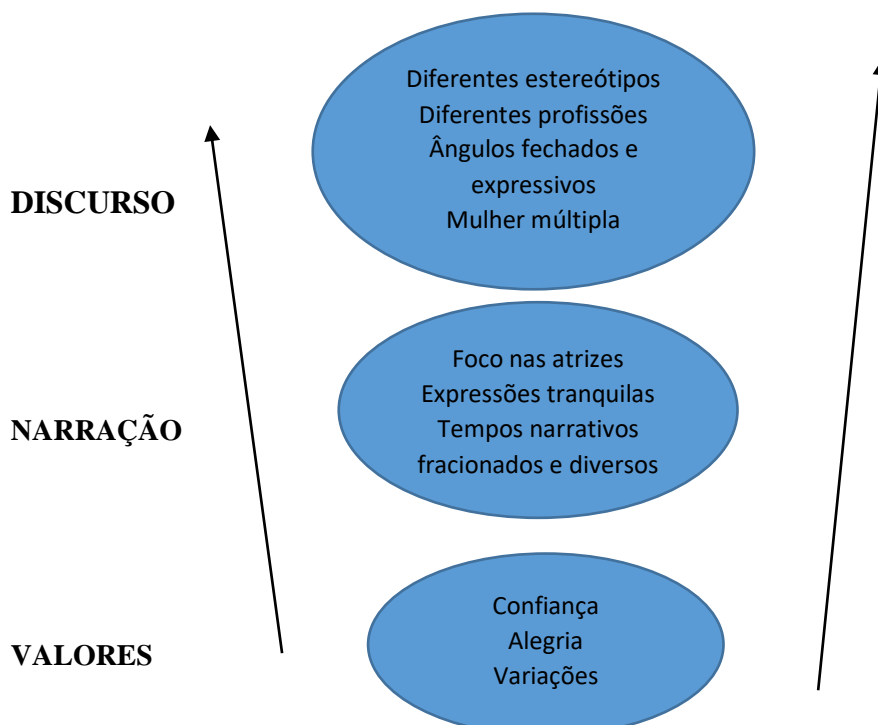 Diferentes estereótipos
Diferentes profissões
Ângulos fechados e
expressivos
Mulher múltipla
DISCURSO
Foco nas atrizes
Expressões tranquilas
Tempos narrativos
fracionados e diversos
NARRAÇÃO
Confiança
Alegria
Variações
VALORES